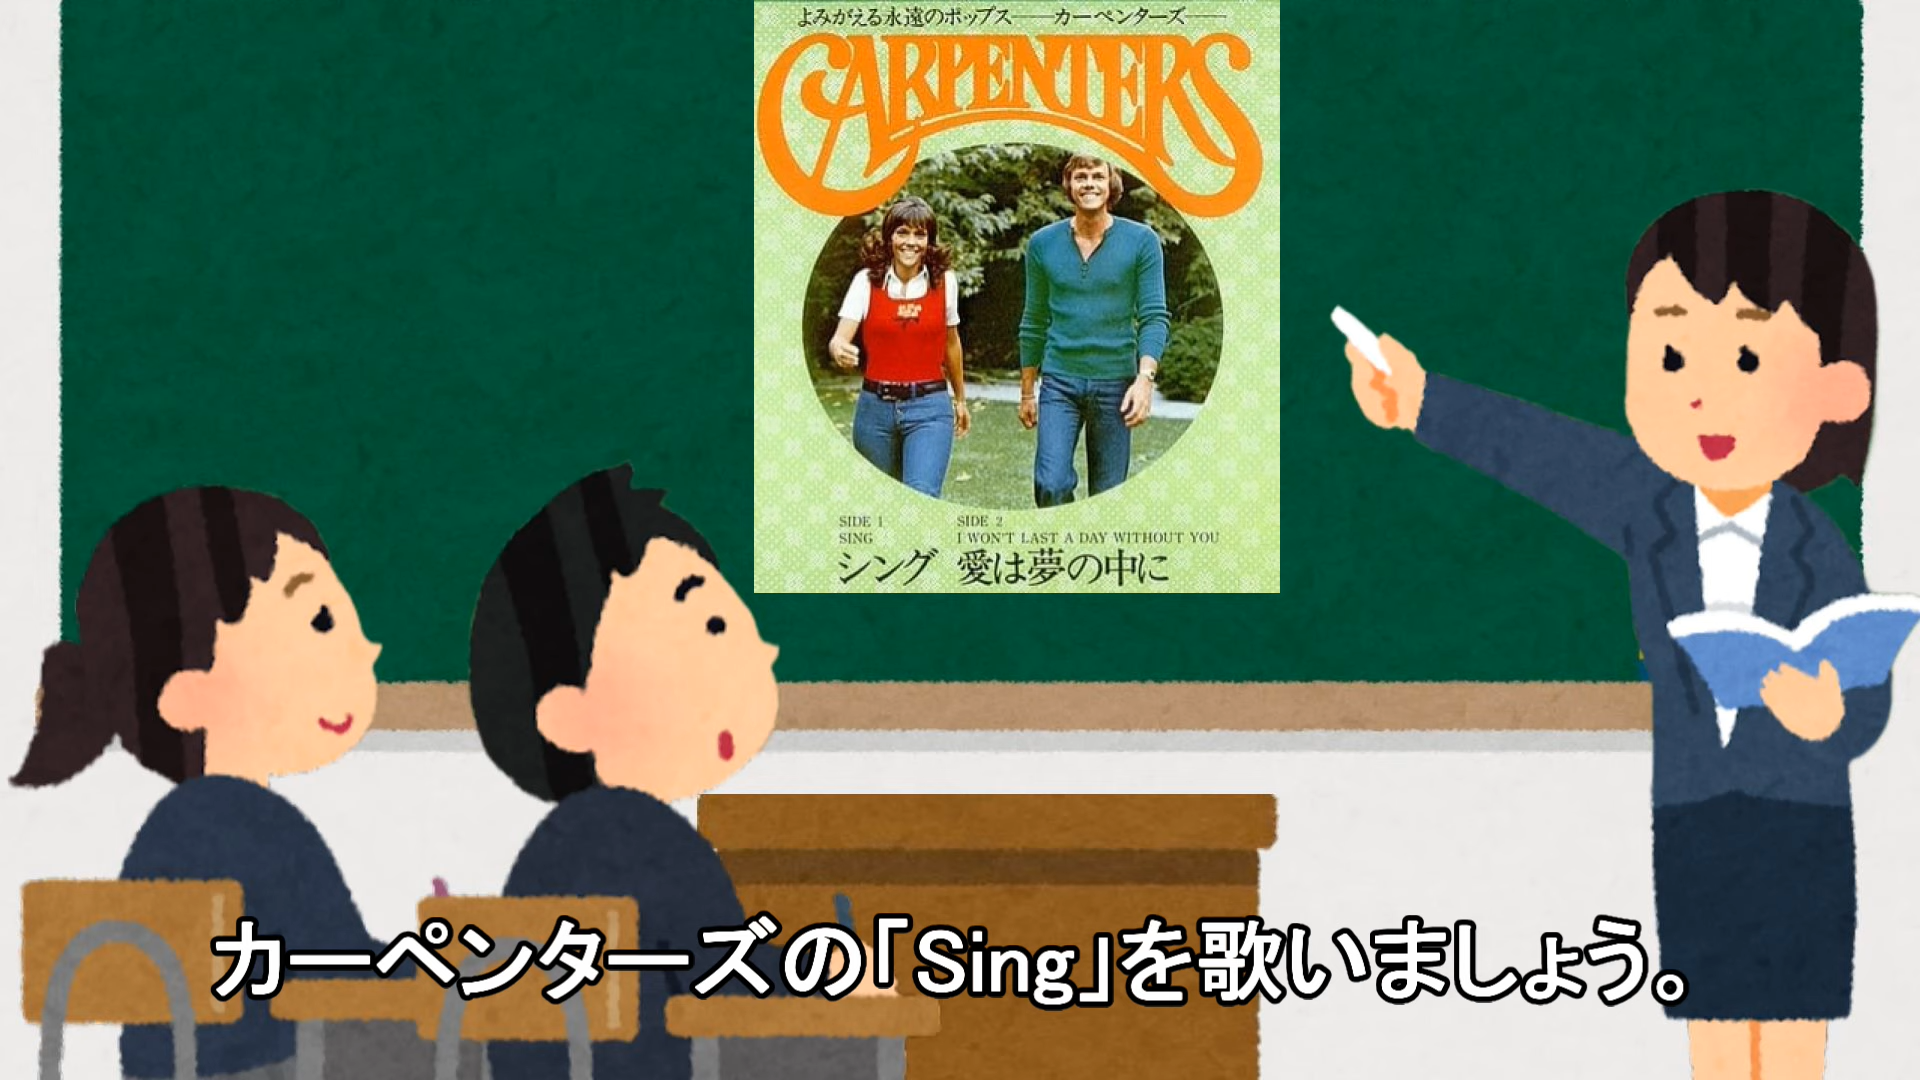 よみがえる永遠のポップス──カーペンターズ──
CARPENTERS
SIDE 1
SING
シング
SIDE 2
I WON'T LAST A DAY WITHOUT YOU
愛は夢の中に
カーペンターズの「Sing」を歌いましょう。